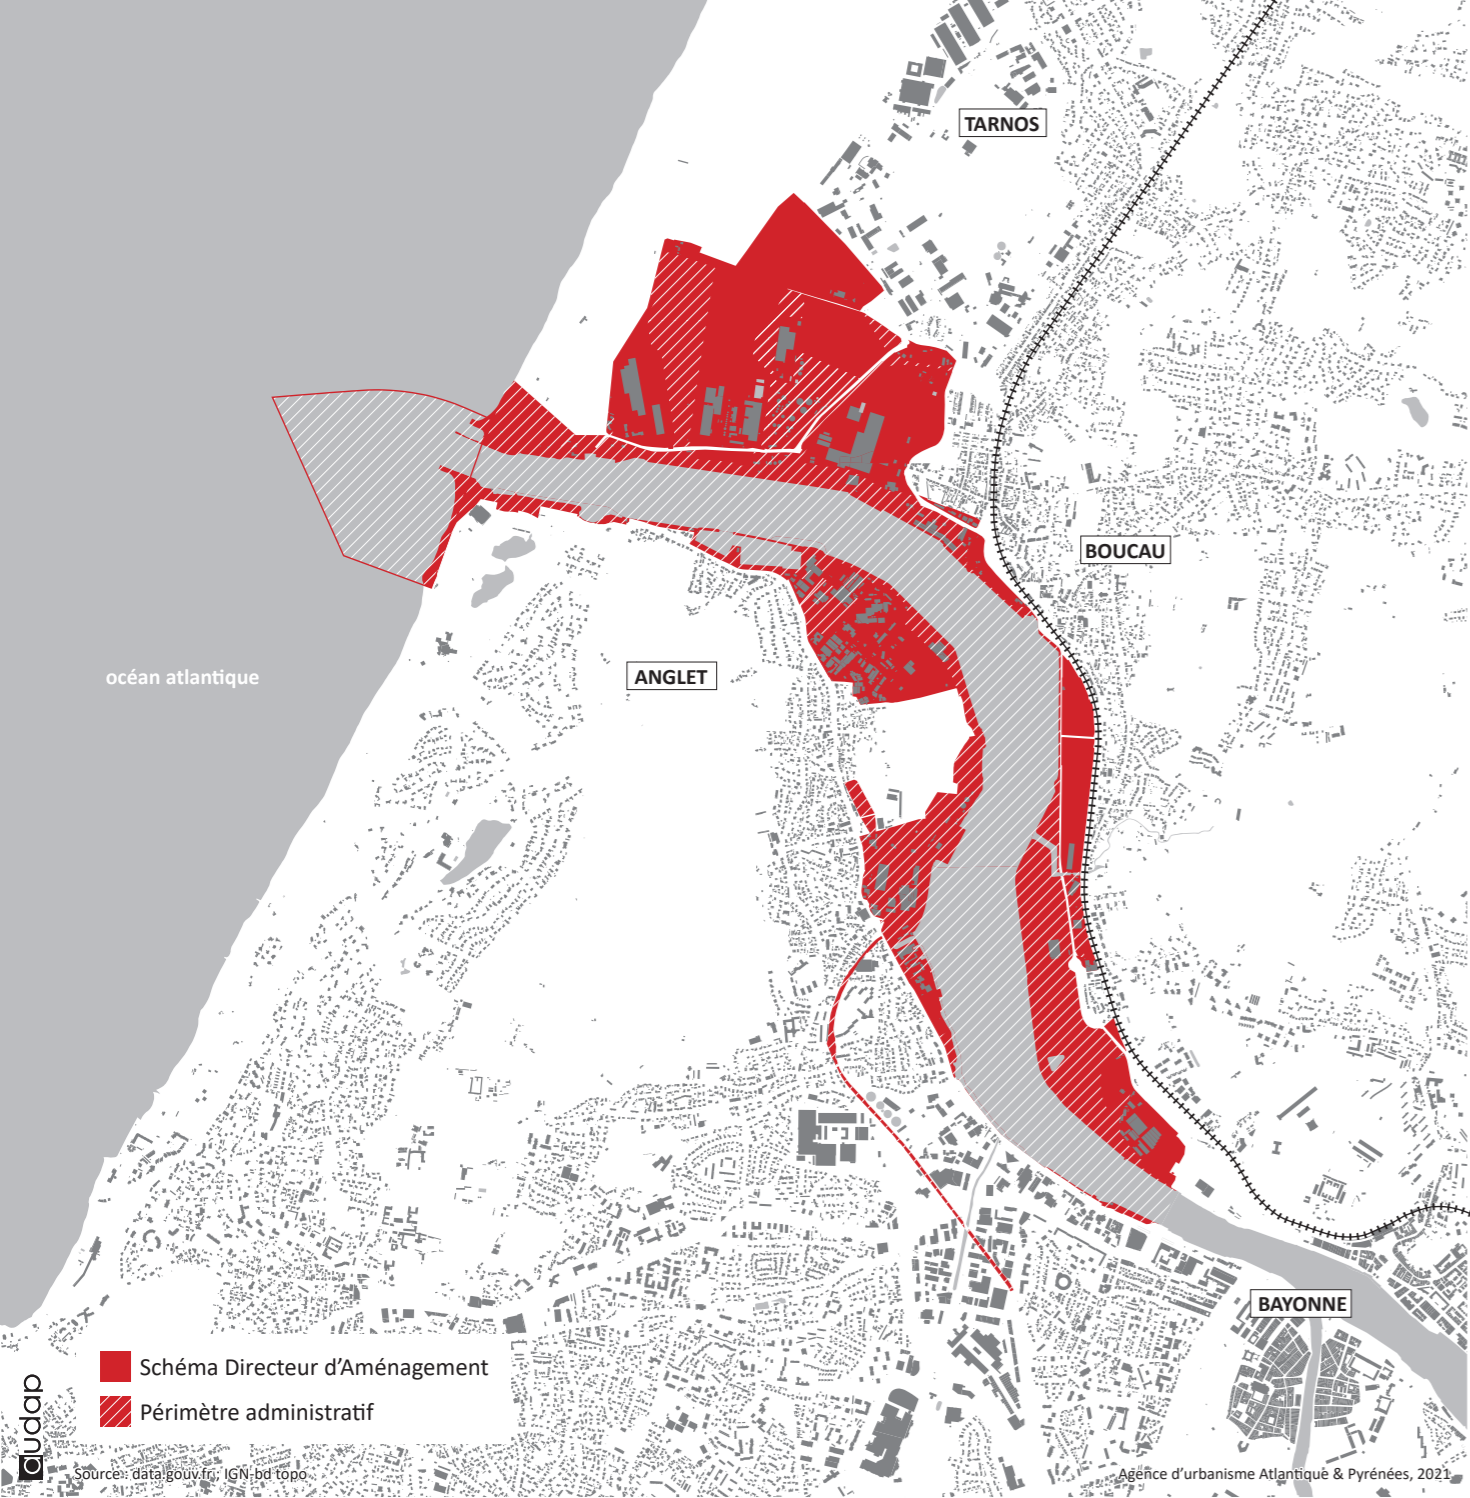 TARNOS
BOUCAU
océan atlantique
ANGLET
BAYONNE
Schéma Directeur d'Aménagement
Périmètre administratif
audap
Source : data.gouv.fr ; IGN-bd topo
Agence d'urbanisme Atlantique & Pyrénées, 2021